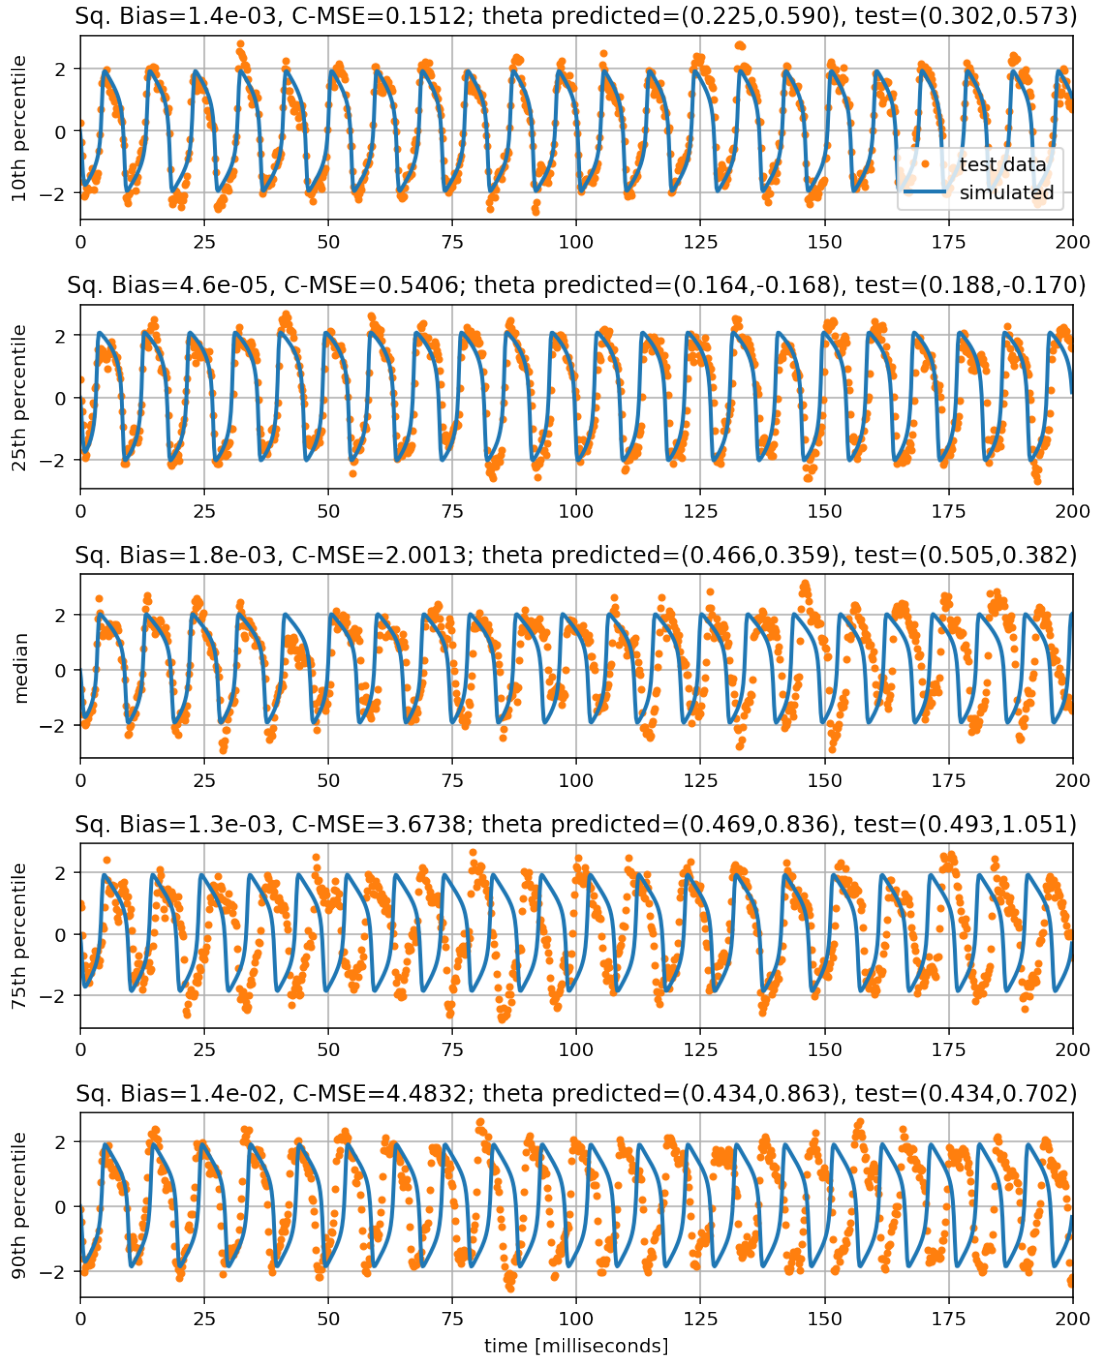 Sq. Bias=1.4e-03, C-MSE=0.1512; theta predicted=(0.225,0.590), test=(0.302,0.573)
10th percentile
2
0
−2
test data
simulated
0 25 50 75 100 125 150 175 200
Sq. Bias=4.6e-05, C-MSE=0.5406; theta predicted=(0.164,-0.168), test=(0.188,-0.170)
25th percentile
2
0
−2
0 25 50 75 100 125 150 175 200
Sq. Bias=1.8e-03, C-MSE=2.0013; theta predicted=(0.466,0.359), test=(0.505,0.382)
median
2
0
−2
0 25 50 75 100 125 150 175 200
Sq. Bias=1.3e-03, C-MSE=3.6738; theta predicted=(0.469,0.836), test=(0.493,1.051)
75th percentile
2
0
−2
0 25 50 75 100 125 150 175 200
Sq. Bias=1.4e-02, C-MSE=4.4832; theta predicted=(0.434,0.863), test=(0.434,0.702)
90th percentile
2
0
−2
0 25 50 75 100 125 150 175 200
time [milliseconds]